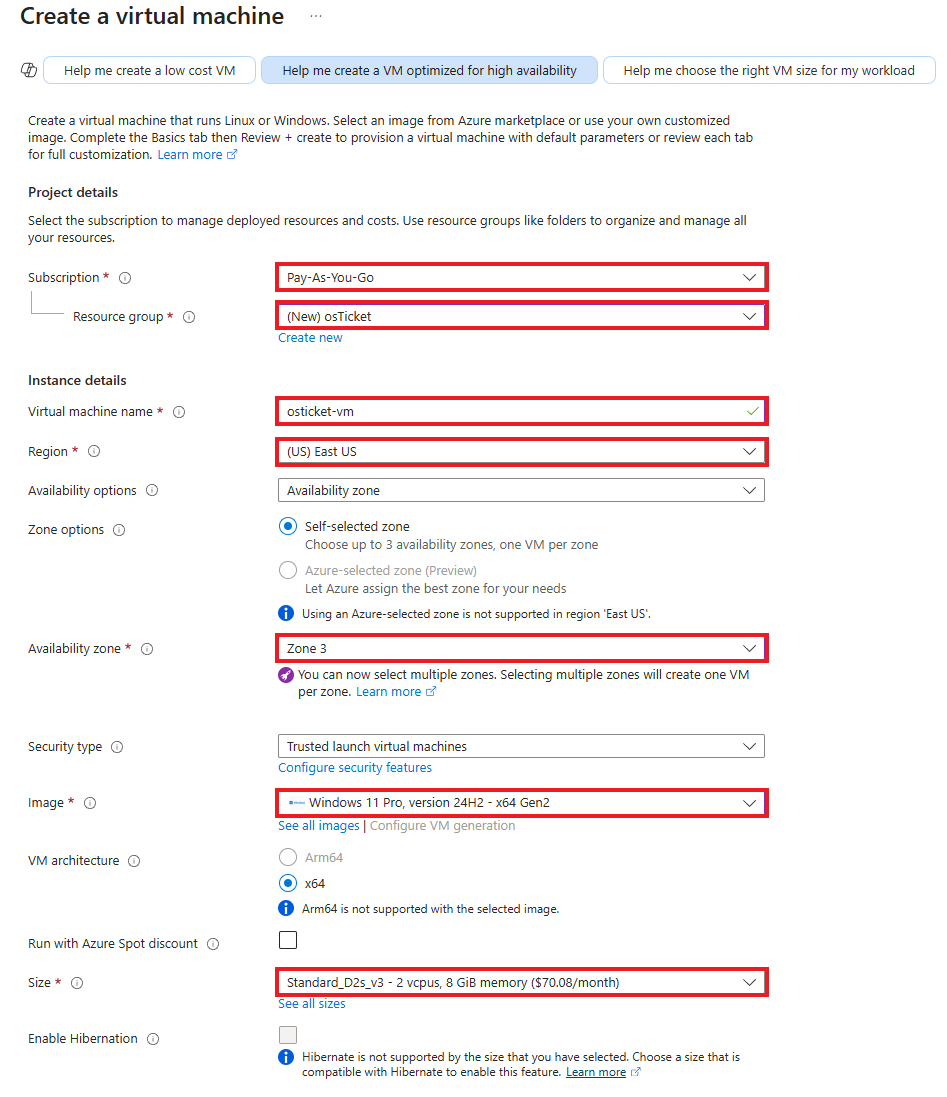 Create a virtual machine ...
Help me create a low cost VM
Help me create a VM optimized for high availability
Help me choose the right VM size for my workload
Create a virtual machine that runs Linux or Windows. Select an image from Azure marketplace or use your own customized
image. Complete the Basics tab then Review + create to provision a virtual machine with default parameters or review each tab
for full customization. Learn more
Project details
Select the subscription to manage deployed resources and costs. Use resource groups like folders to organize and manage all
your resources.
Subscription *
Pay-As-You-Go
Resource group *
(New) osTicket
Create new
Instance details
Virtual machine name *
osticket-vm
Region *
(US) East US
Availability options
Availability zone
Zone options
Self-selected zone
Choose up to 3 availability zones, one VM per zone
Azure-selected zone (Preview)
Let Azure assign the best zone for your needs
Using an Azure-selected zone is not supported in region 'East US'.
Availability zone *
Zone 3
You can now select multiple zones. Selecting multiple zones will create one VM
per zone. Learn more
Security type
Trusted launch virtual machines
Configure security features
Image *
Windows 11 Pro, version 24H2 - x64 Gen2
See all images | Configure VM generation
VM architecture
Arm64
x64
Arm64 is not supported with the selected image.
Run with Azure Spot discount
Size *
Standard_D2s_v3 - 2 vcpus, 8 GiB memory ($70.08/month)
See all sizes
Enable Hibernation
Hibernate is not supported by the size that you have selected. Choose a size that is
compatible with Hibernate to enable this feature. Learn more